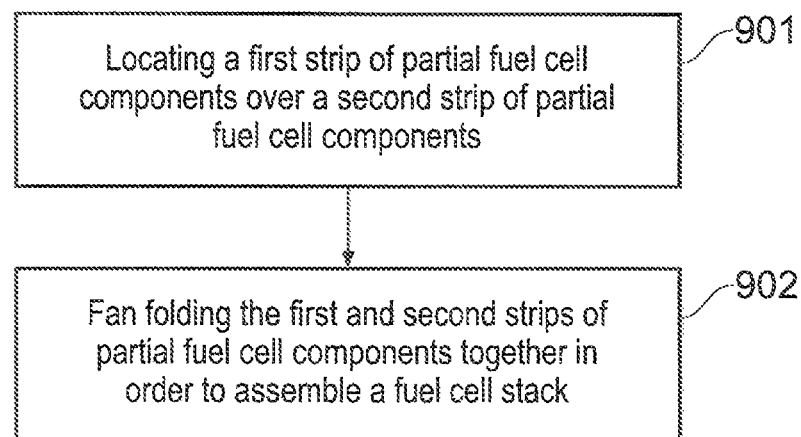 901
Locating a first strip of partial fuel cell
components over a second strip of partial
fuel cell components
902
Fan folding the first and second strips of
partial fuel cell components together in
order to assemble a fuel cell stack